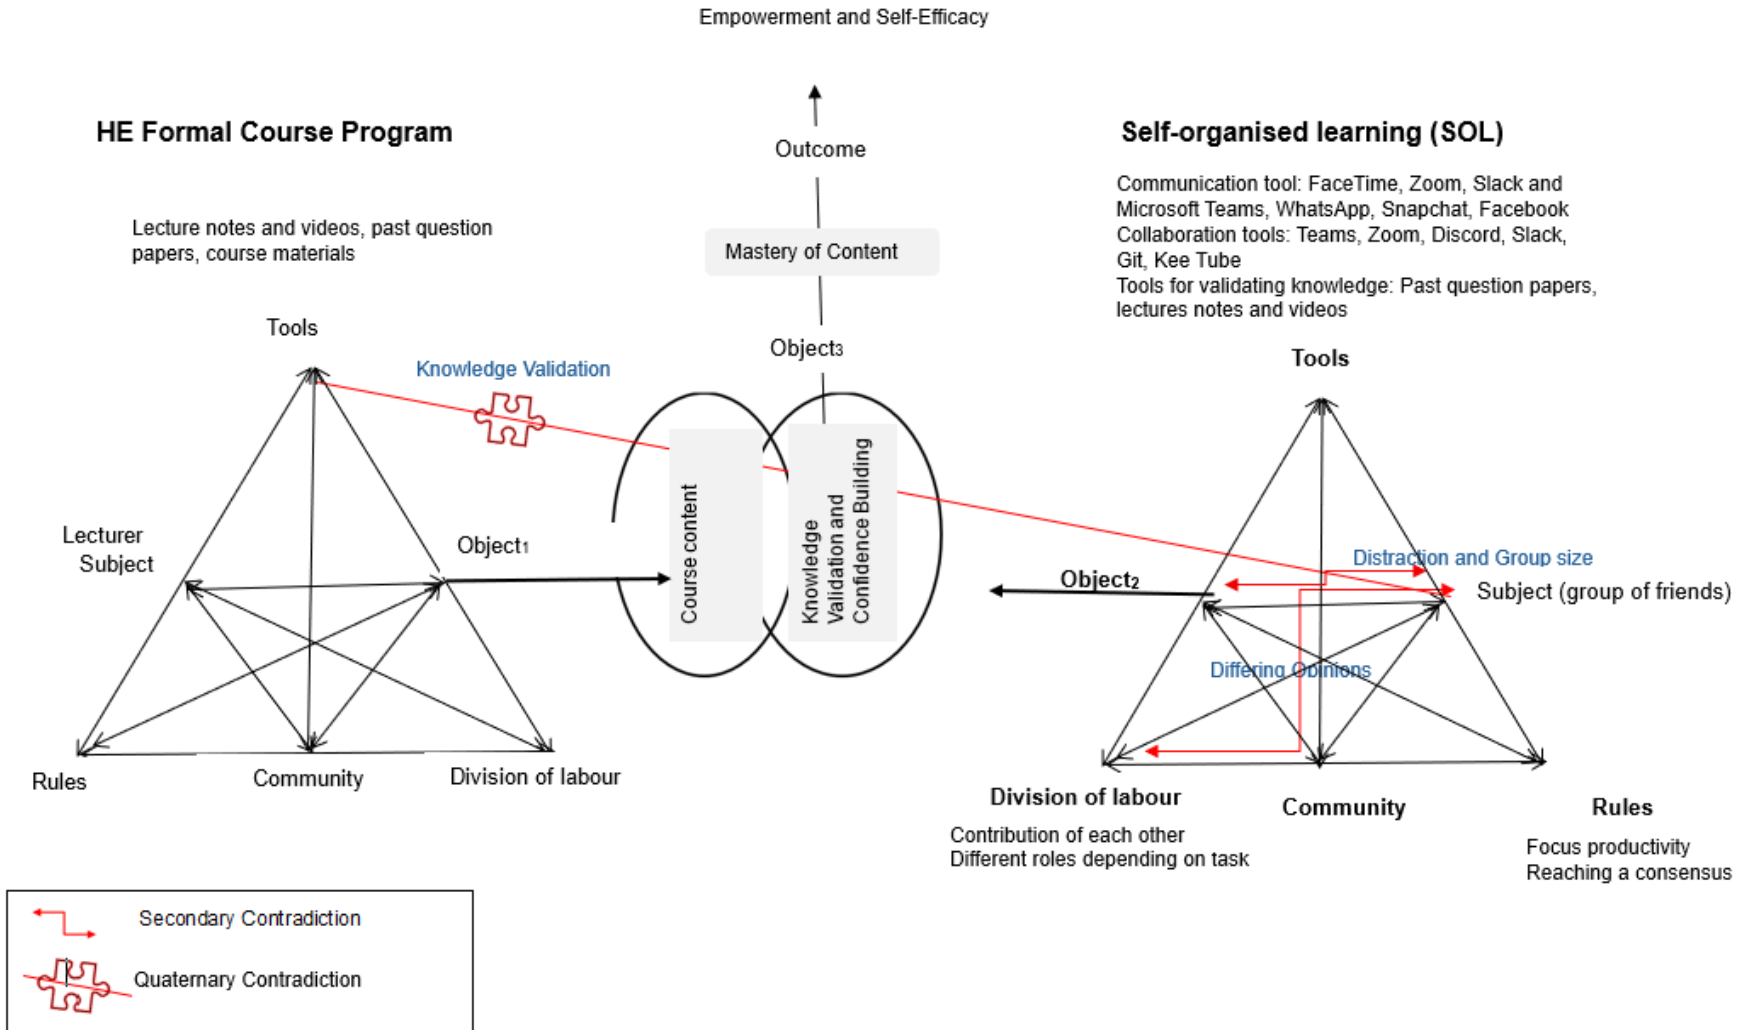 Empowerment and Self-Efficacy
HE Formal Course Program
Outcome
Self-organised learning (SOL)
Lecture notes and videos, past question
papers, course materials
Mastery of Content
Communication tool: FaceTime, Zoom, Slack and
Microsoft Teams, WhatsApp, Snapchat, Facebook
Collaboration tools: Teams, Zoom, Discord, Slack,
Git, Kee Tube
Tools for validating knowledge: Past question papers,
lectures notes and videos
Tools
Object3
Tools
Knowledge Validation
Lecturer
Subject
Object1
Course content
Knowledge
Validation and
Confidence Building
Object2
Distraction and Group size
Subject (group of friends)
Differing Opinions
Rules
Community
Division of labour
Division of labour
Contribution of each other
Different roles depending on task
Community
Rules
Focus productivity
Reaching a consensus
Secondary Contradiction
Quaternary Contradiction